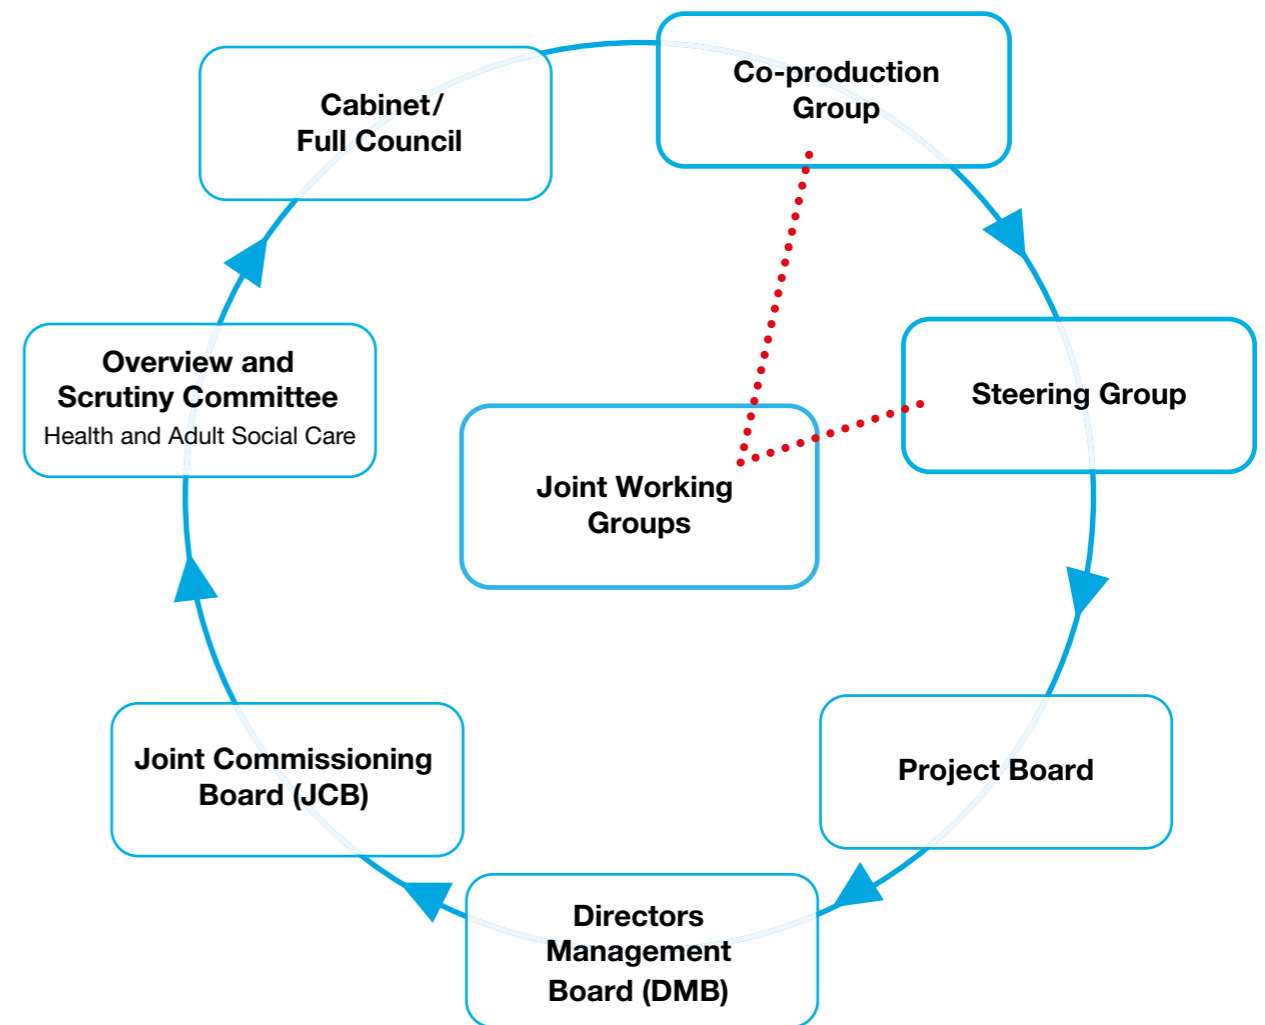 Cabinet/
Full Council
Co-production
Group
Steering Group
Project Board
Directors
Management
Board (DMB)
Joint Commissioning
Board (JCB)
Overview and
Scrutiny Committee
Health and Adult Social Care
Joint Working
Groups